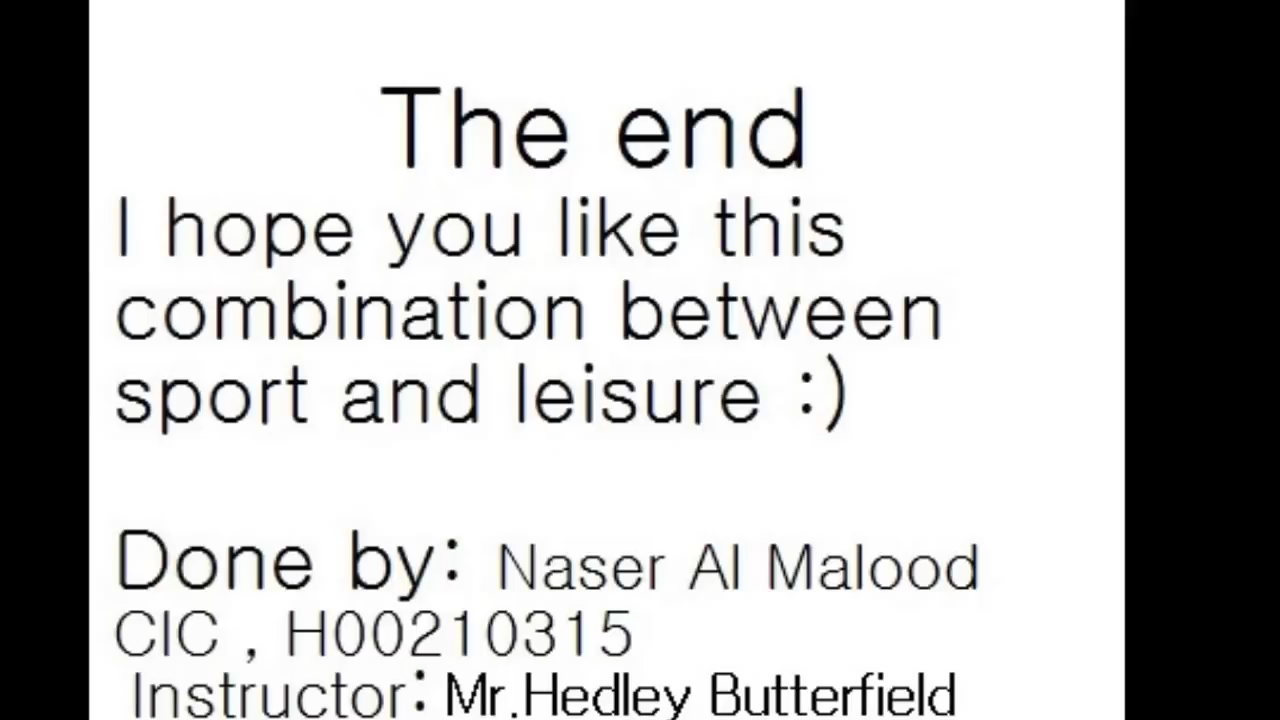 The end
I hope you like this
combination between
sport and leisure :)
Done by: Naser Al Malood
CIC , H00210315
Instructor: Mr.Hedley Butterfield